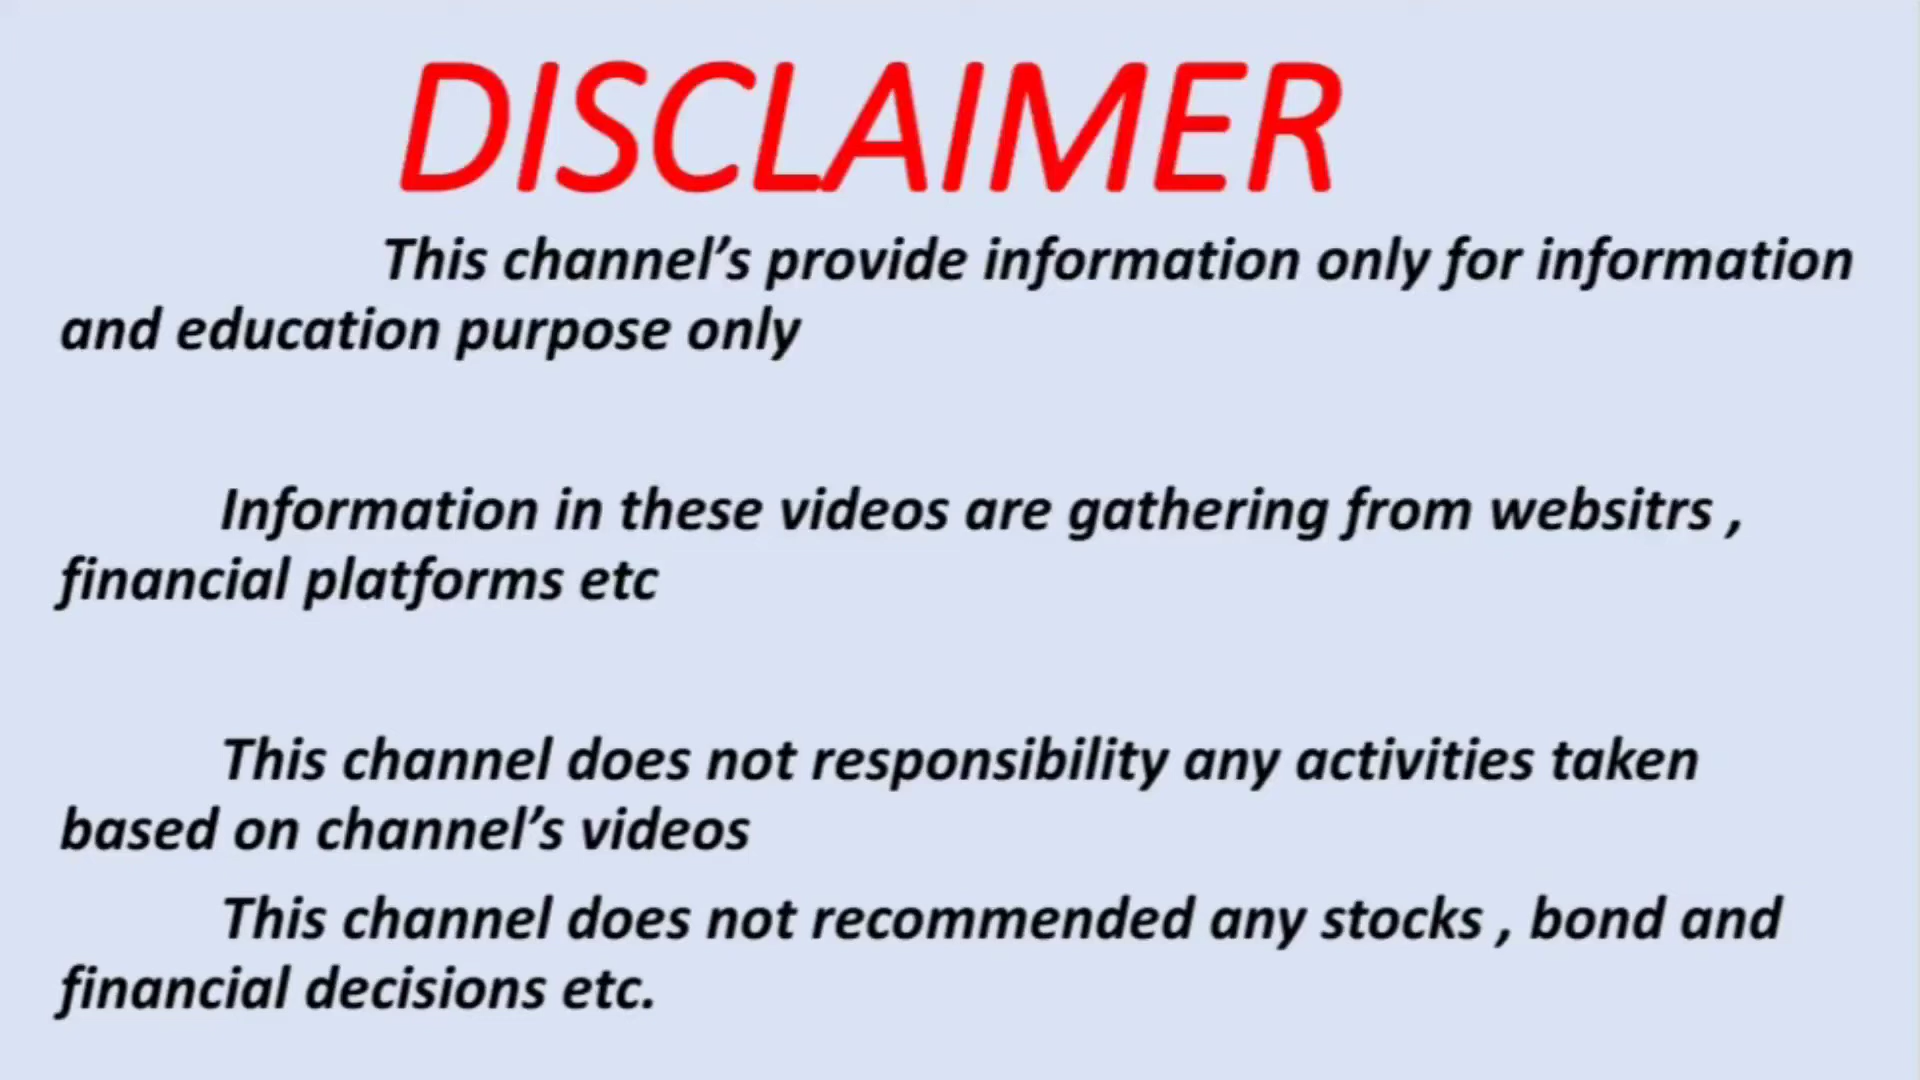 DISCLAIMER
This channel’s provide information only for information
and education purpose only
Information in these videos are gathering from websitrs ,
financial platforms etc
This channel does not responsibility any activities taken
based on channel’s videos
This channel does not recommended any stocks , bond and
financial decisions etc.